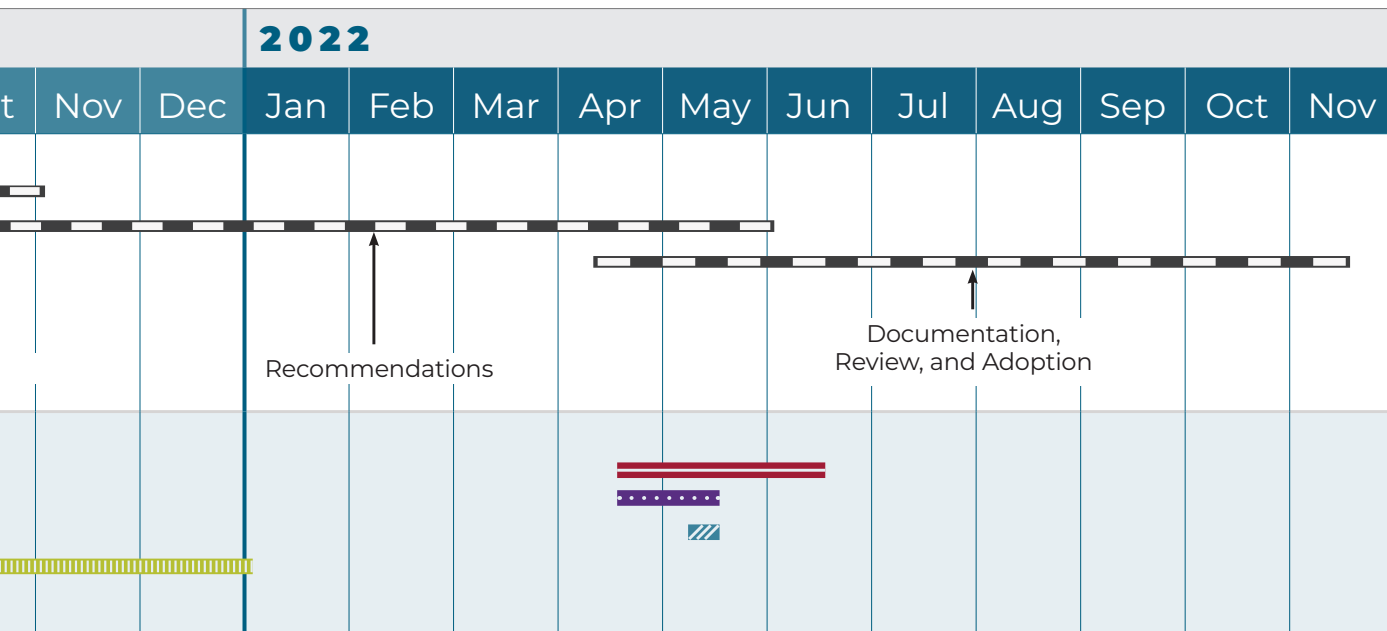 2022
t Nov Dec Jan Feb Mar Apr May Jun Jul Aug Sep Oct Nov
Documentation,
Review, and Adoption
Recommendations